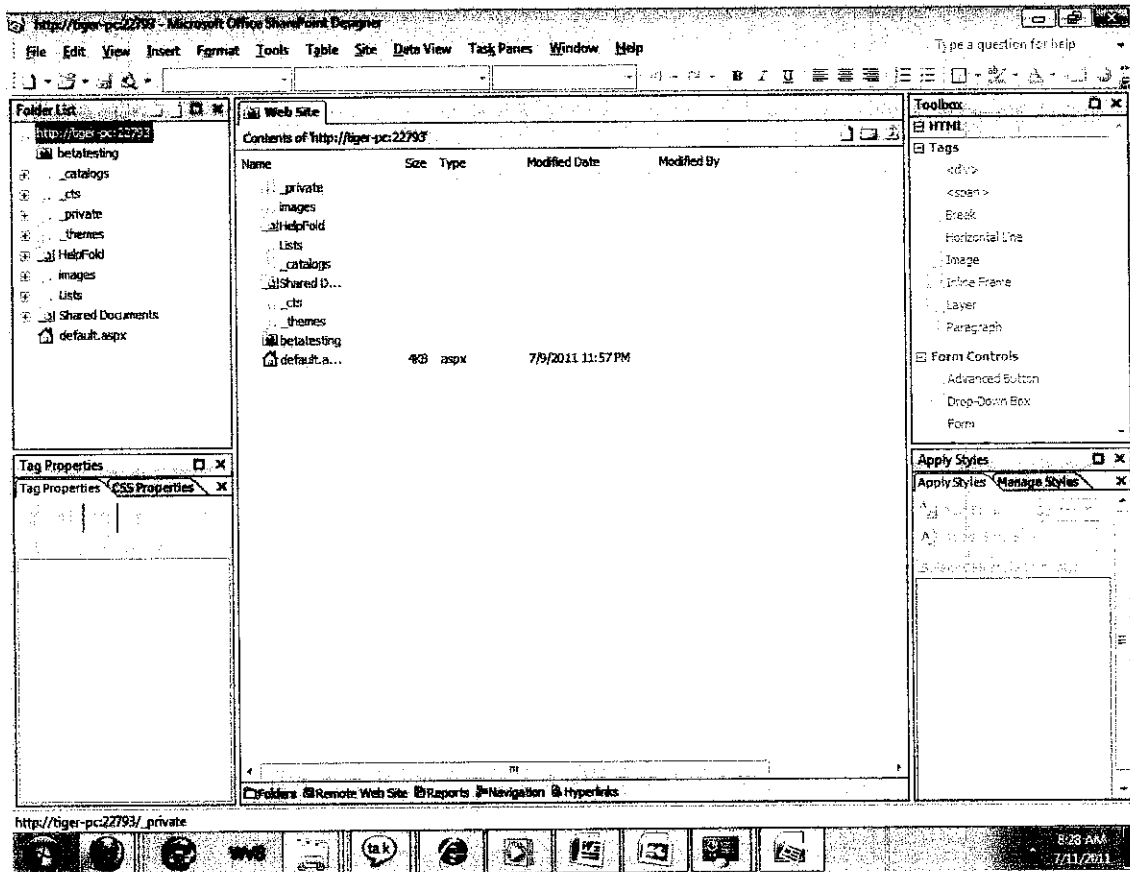 http://tiger-pc:22793 - Microsoft Office SharePoint Designer
File Edit View Insert Format Tools Table Site Data View Task Panes Window Help
Type a question for help
B I U
Folder List
http://tiger-pc:22793
betatesting
_catalogs
_cts
_private
_themes
HelpFold
images
Lists
Shared Documents
default.aspx
Web Site
Contents of 'http://tiger-pc:22793'
Name Size Type Modified Date Modified By
_private
images
HelpFold
Lists
_catalogs
Shared D...
_cts
_themes
betatesting
default.a... 4KB aspx 7/9/2011 11:57 PM
Folders Remote Web Site Reports Navigation Hyperlinks
Toolbox
HTML
Tags
<div>
<span>
Break
Horizontal Line
Image
Inline Frame
Layer
Paragraph
Form Controls
Advanced Button
Drop-Down Box
Form
Tag Properties
Tag Properties CSS Properties
Apply Styles
Apply Styles Manage Styles
http://tiger-pc:22793/_private
talk
8:23 AM
7/11/2011